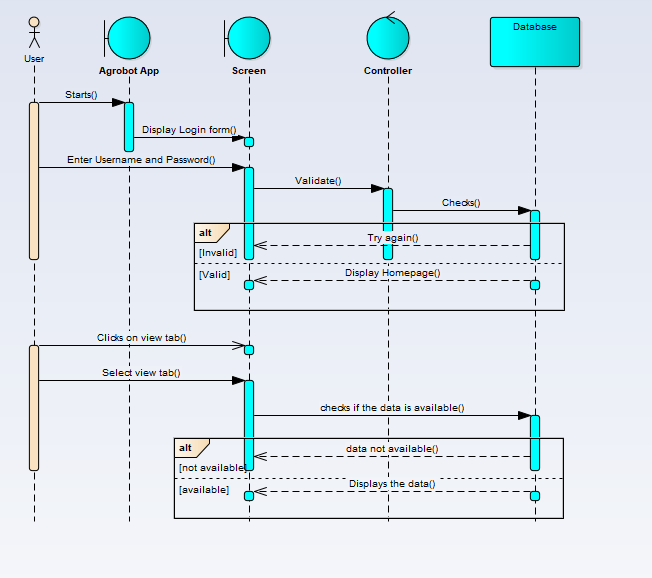 Database
User
Agrobot App
Screen
Controller
Starts()
Display Login form()
Enter Username and Password()
Validate()
Checks()
alt
Try again()
[Invalid]
[Valid]
Display Homepage()
Clicks on view tab()
Select view tab()
checks if the data is available()
alt
data not available()
[not available]
[available]
Displays the data()